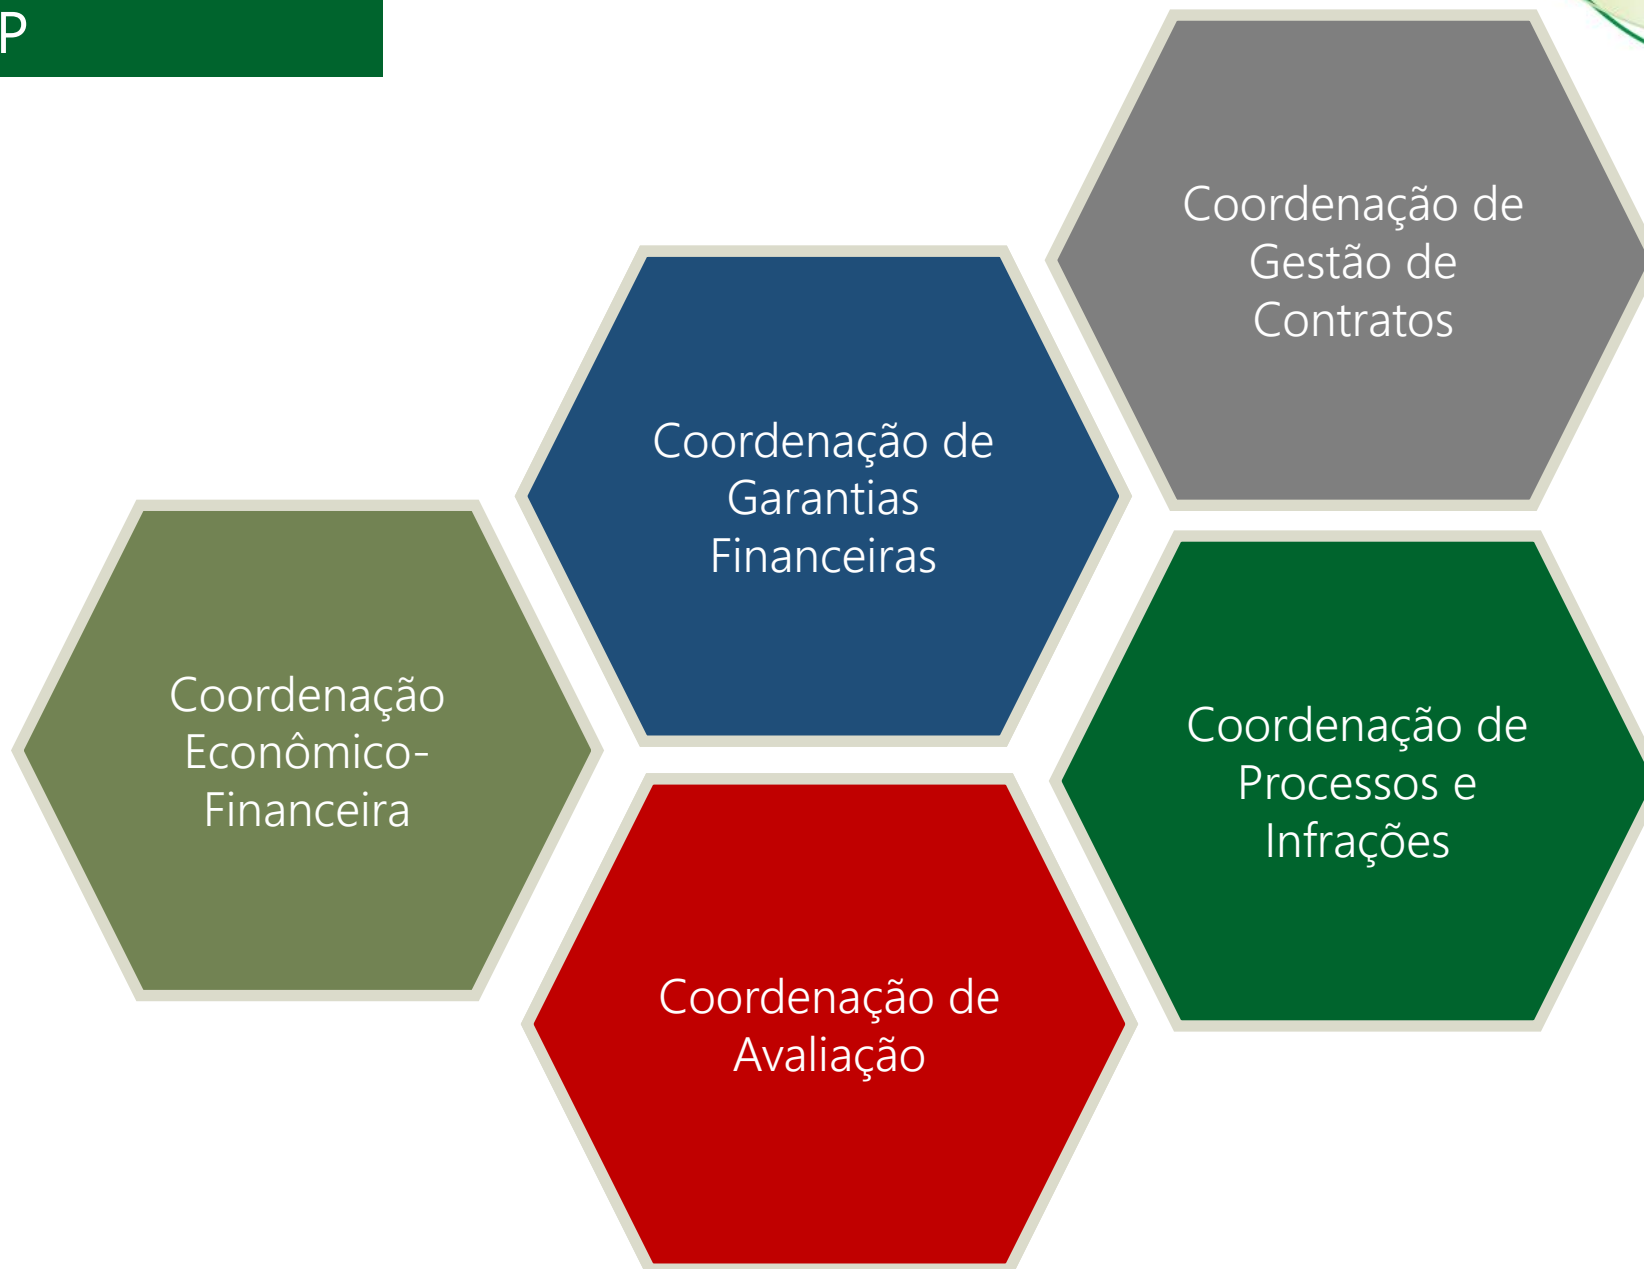 P
Coordenação de
Gestão de
Contratos
Coordenação de
Garantias
Financeiras
Coordenação
Econômico-
Financeira
Coordenação de
Processos e
Infrações
Coordenação de
Avaliação